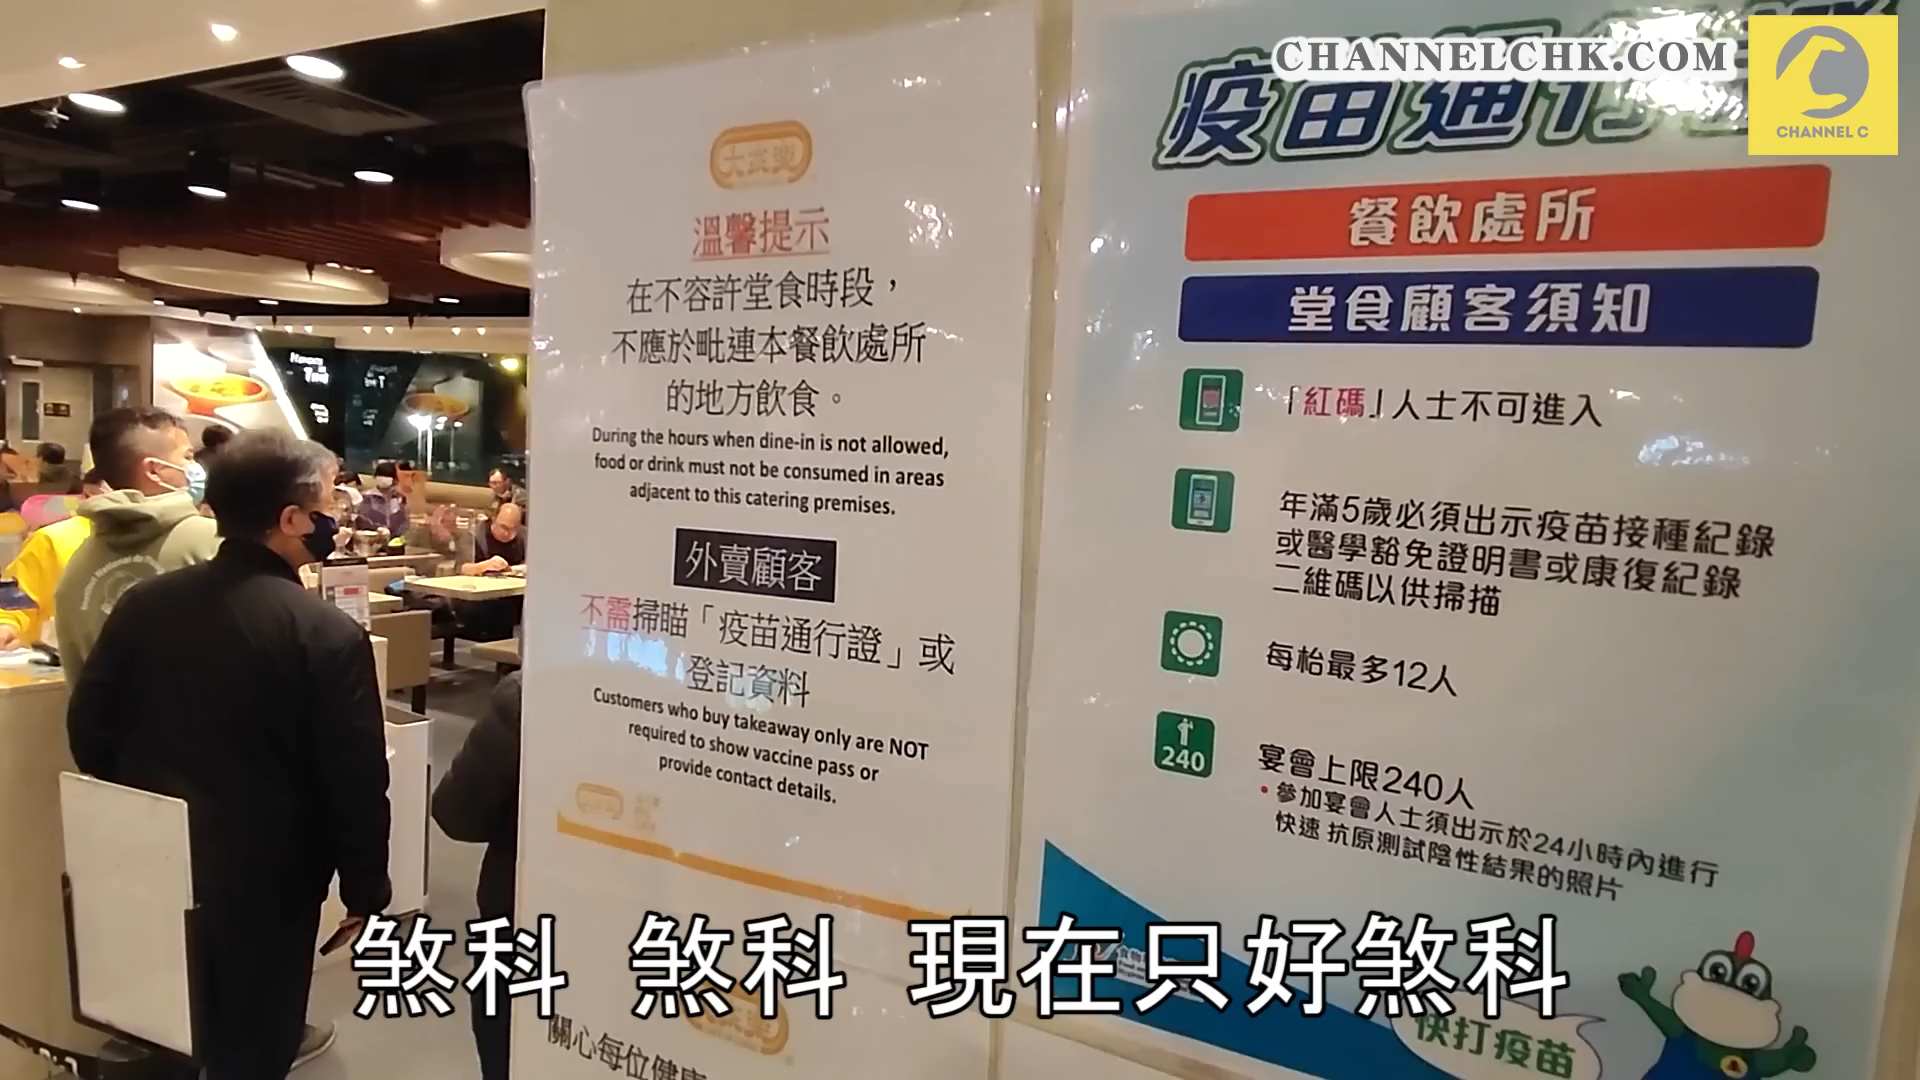 CHANNELCHK.COM
CHANNEL C
大家樂
溫馨提示
在不容許堂食時段，
不應於毗連本餐飲處所
的地方飲食。
During the hours when dine-in is not allowed,
food or drink must not be consumed in areas
adjacent to this catering premises.
外賣顧客
不需掃瞄「疫苗通行證」或
登記資料
Customers who buy takeaway only are NOT
required to show vaccine pass or
provide contact details.
關心每位健康
疫苗通行
餐飲處所
堂食顧客須知
「紅碼」人士不可進入
年滿5歲必須出示疫苗接種紀錄
或醫學豁免證明書或康復紀錄
二維碼以供掃描
每枱最多12人
240
宴會上限240人
•參加宴會人士須出示於24小時內進行
快速抗原測試陰性結果的照片
快打疫苗
煞科 煞科 現在只好煞科